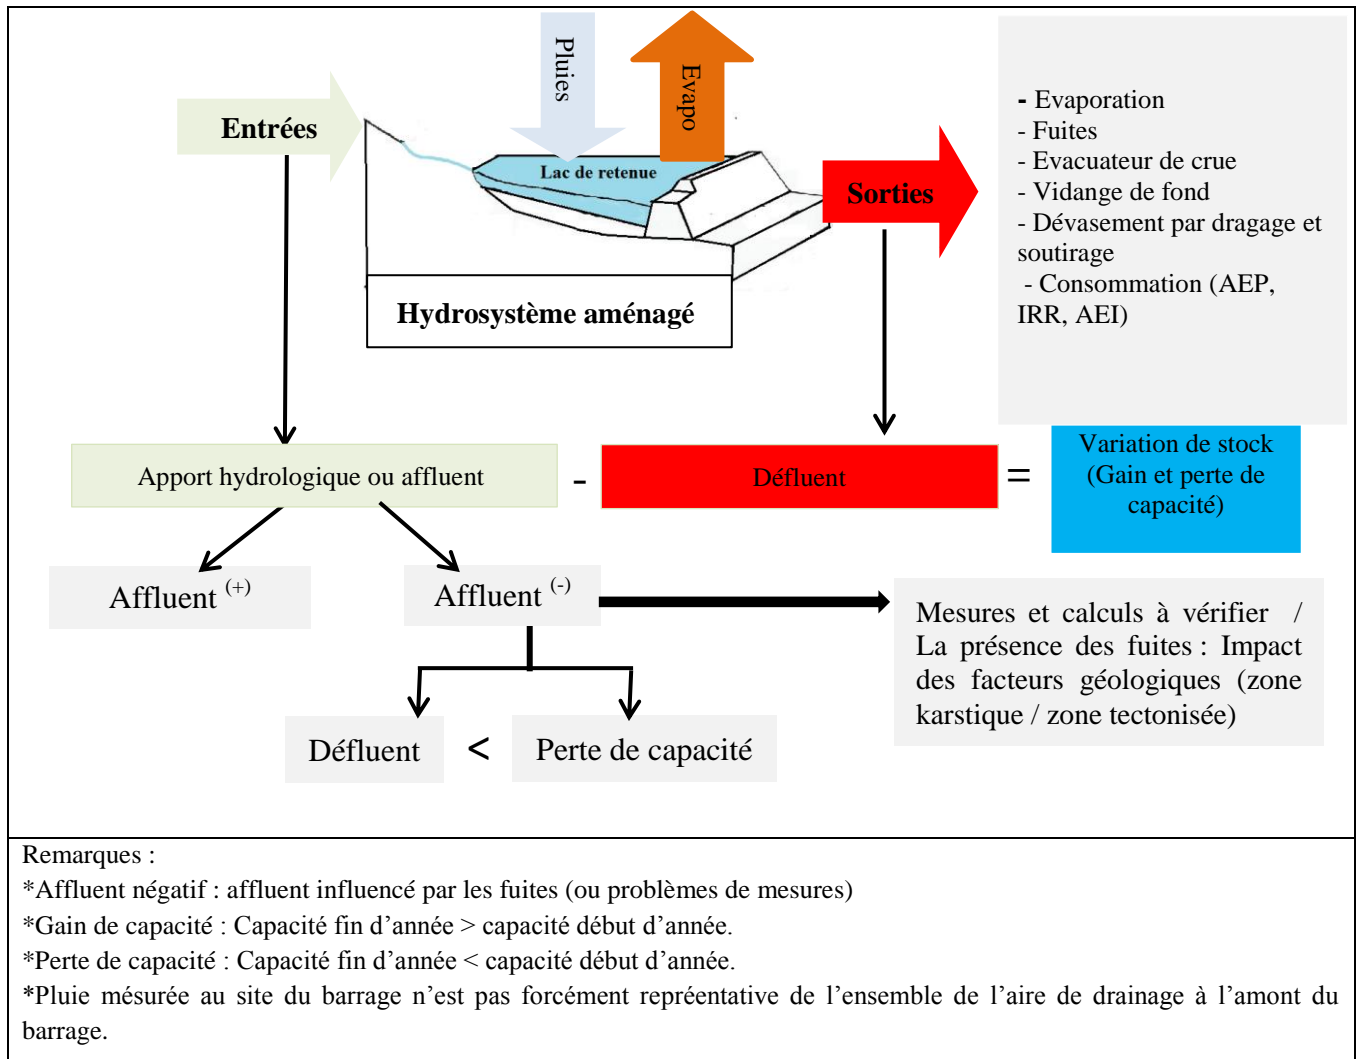 Pluies
Evapo
Entrées
Lac de retenue
Sorties
- Evaporation
- Fuites
- Evacuateur de crue
- Vidange de fond
- Dévasement par dragage et
soutirage
- Consommation (AEP,
IRR, AEI)
Hydrosystème aménagé
Apport hydrologique ou affluent
-
Défluent
=
Variation de stock
(Gain et perte de
capacité)
Affluent (+)
Affluent (-)
Mesures et calculs à vérifier /
La présence des fuites : Impact
des facteurs géologiques (zone
karstique / zone tectonisée)
Défluent
<
Perte de capacité
Remarques :
*Affluent négatif : affluent influencé par les fuites (ou problèmes de mesures)
*Gain de capacité : Capacité fin d’année > capacité début d’année.
*Perte de capacité : Capacité fin d’année < capacité début d’année.
*Pluie mésurée au site du barrage n’est pas forcément repréentative de l’ensemble de l’aire de drainage à l’amont du
barrage.